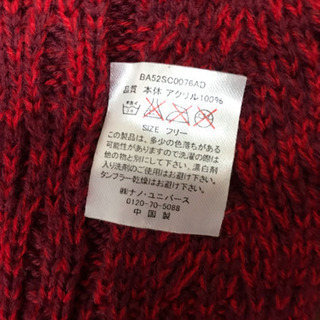 BA52SC0076AD
品質 本体 アクリル100%
SIZE フリー
この製品は、多少の色落ちがある
可能性がありますので洗濯の際は
他の物と別にして下さい。漂白剤
入り洗剤のご使用はお避け下さい。
タンブラー乾燥はお避け下さい。
㈱ナノ・ユニバース
0120-70-5088
中国製